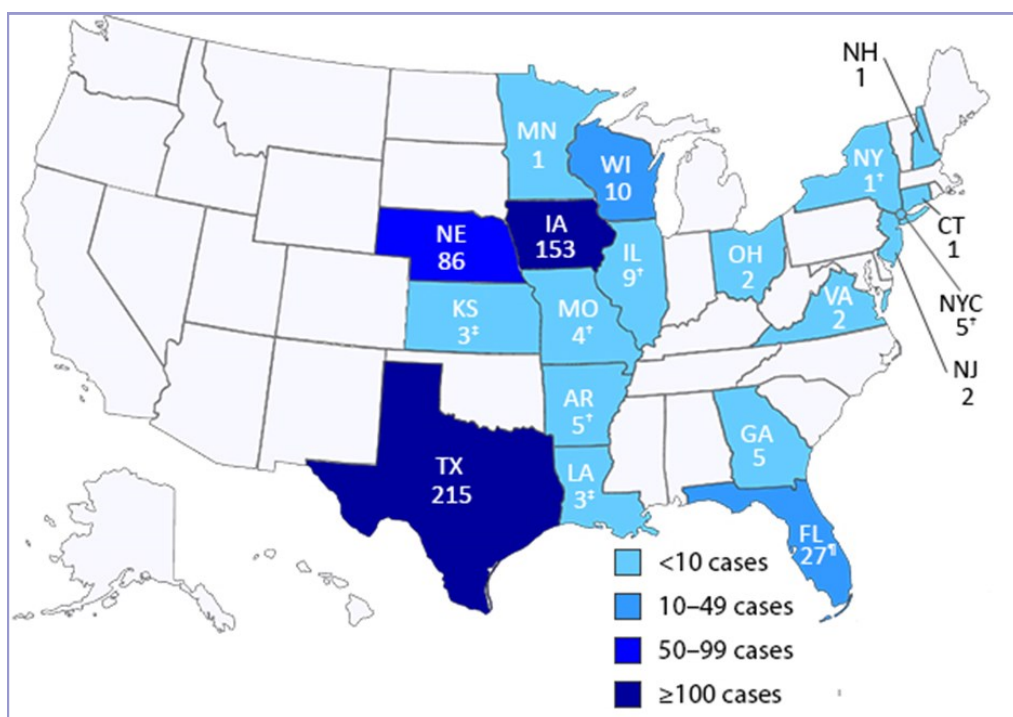 NH
1
MN
1
WI
10
NY
1†
IA
153
NE
86
IL
9†
OH
2
CT
1
KS
3‡
MO
4†
VA
2
NYC
5†
NJ
2
AR
5†
GA
5
TX
215
LA
3‡
FL
27¶
<10 cases
10–49 cases
50–99 cases
≥100 cases